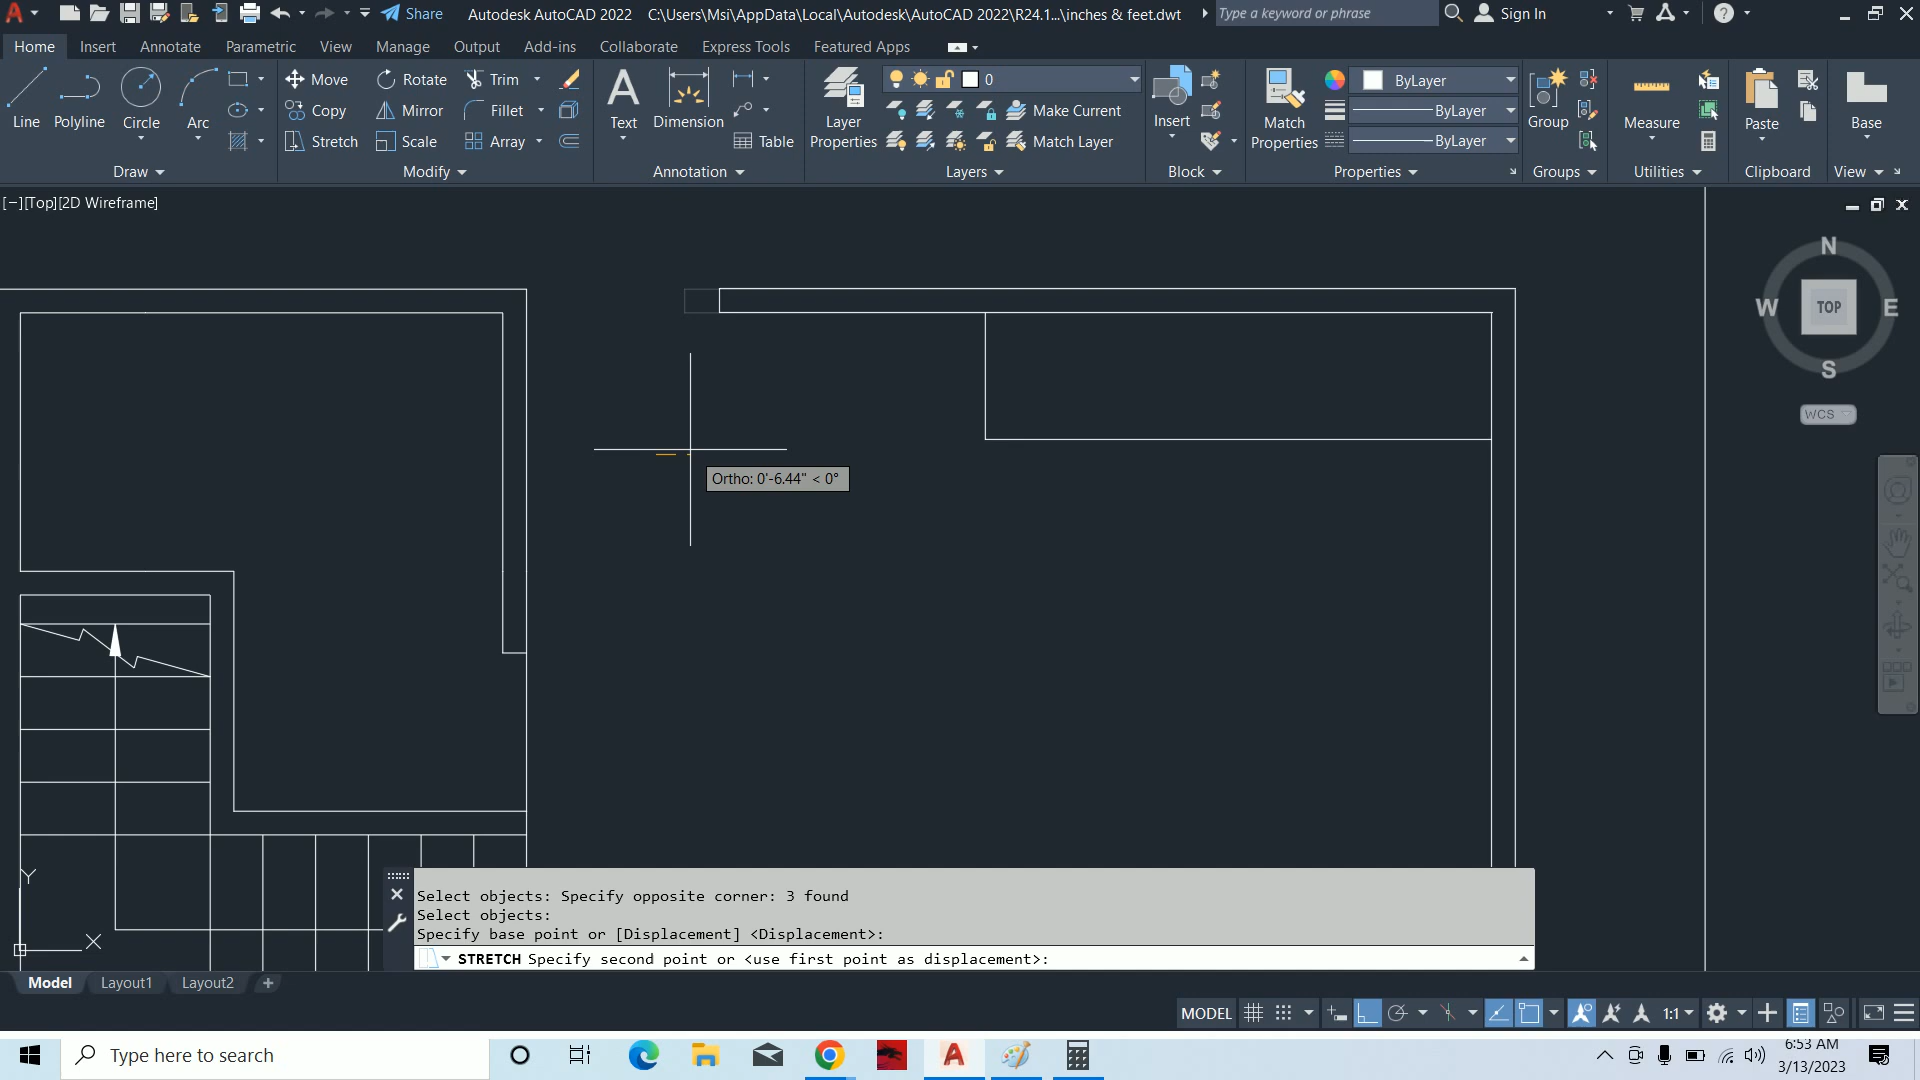 Share Autodesk AutoCAD 2022 C:\Users\Msi\AppData\Local\Autodesk\AutoCAD 2022\R24.1...\inches & feet.dwt Type a keyword or phrase Sign In
Home Insert Annotate Parametric View Manage Output Add-ins Collaborate Express Tools Featured Apps
Move Rotate Trim 0 ByLayer
Copy Mirror Fillet Make Current ByLayer
Line Polyline Circle Arc Text Dimension Layer Insert Match Group Measure Paste Base
Stretch Scale Array Table Properties Match Layer Properties ByLayer
Draw Modify Annotation Layers Block Properties Groups Utilities Clipboard View
[−][Top][2D Wireframe]
N
W TOP E
S
WCS
Ortho: 0'-6.44" < 0°
Y
X
Select objects: Specify opposite corner: 3 found
Select objects:
Specify base point or [Displacement] <Displacement>:
STRETCH Specify second point or <use first point as displacement>:
Model Layout1 Layout2 +
MODEL 1:1
Type here to search
6:53 AM
3/13/2023